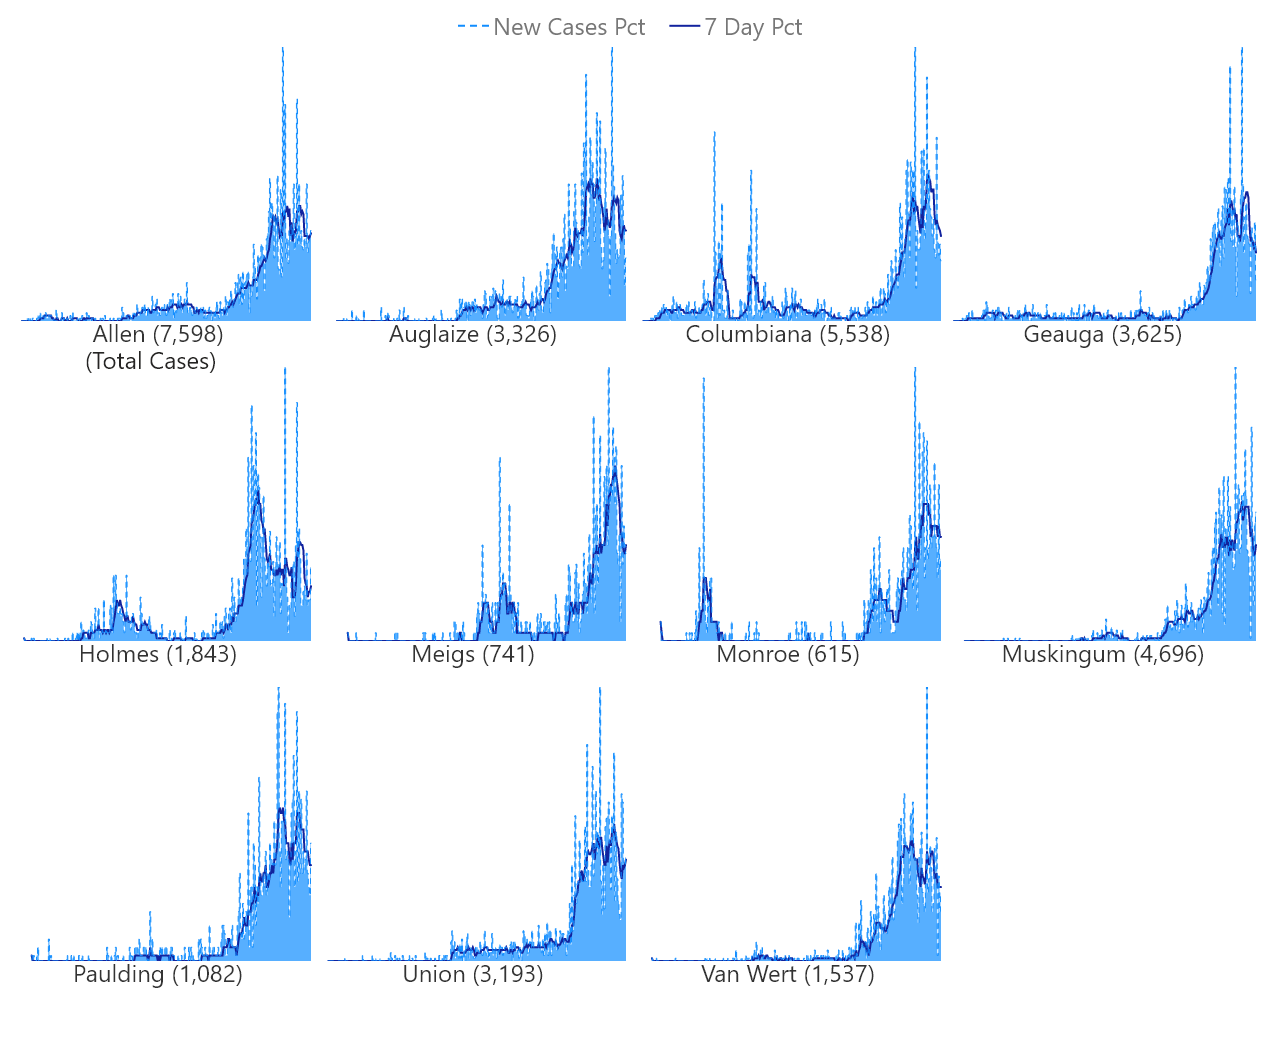 New Cases Pct 7 Day Pct
Allen (7,598) Auglaize (3,326) Columbiana (5,538) Geauga (3,625)
(Total Cases)
Holmes (1,843) Meigs (741) Monroe (615) Muskingum (4,696)
Paulding (1,082) Union (3,193) Van Wert (1,537)